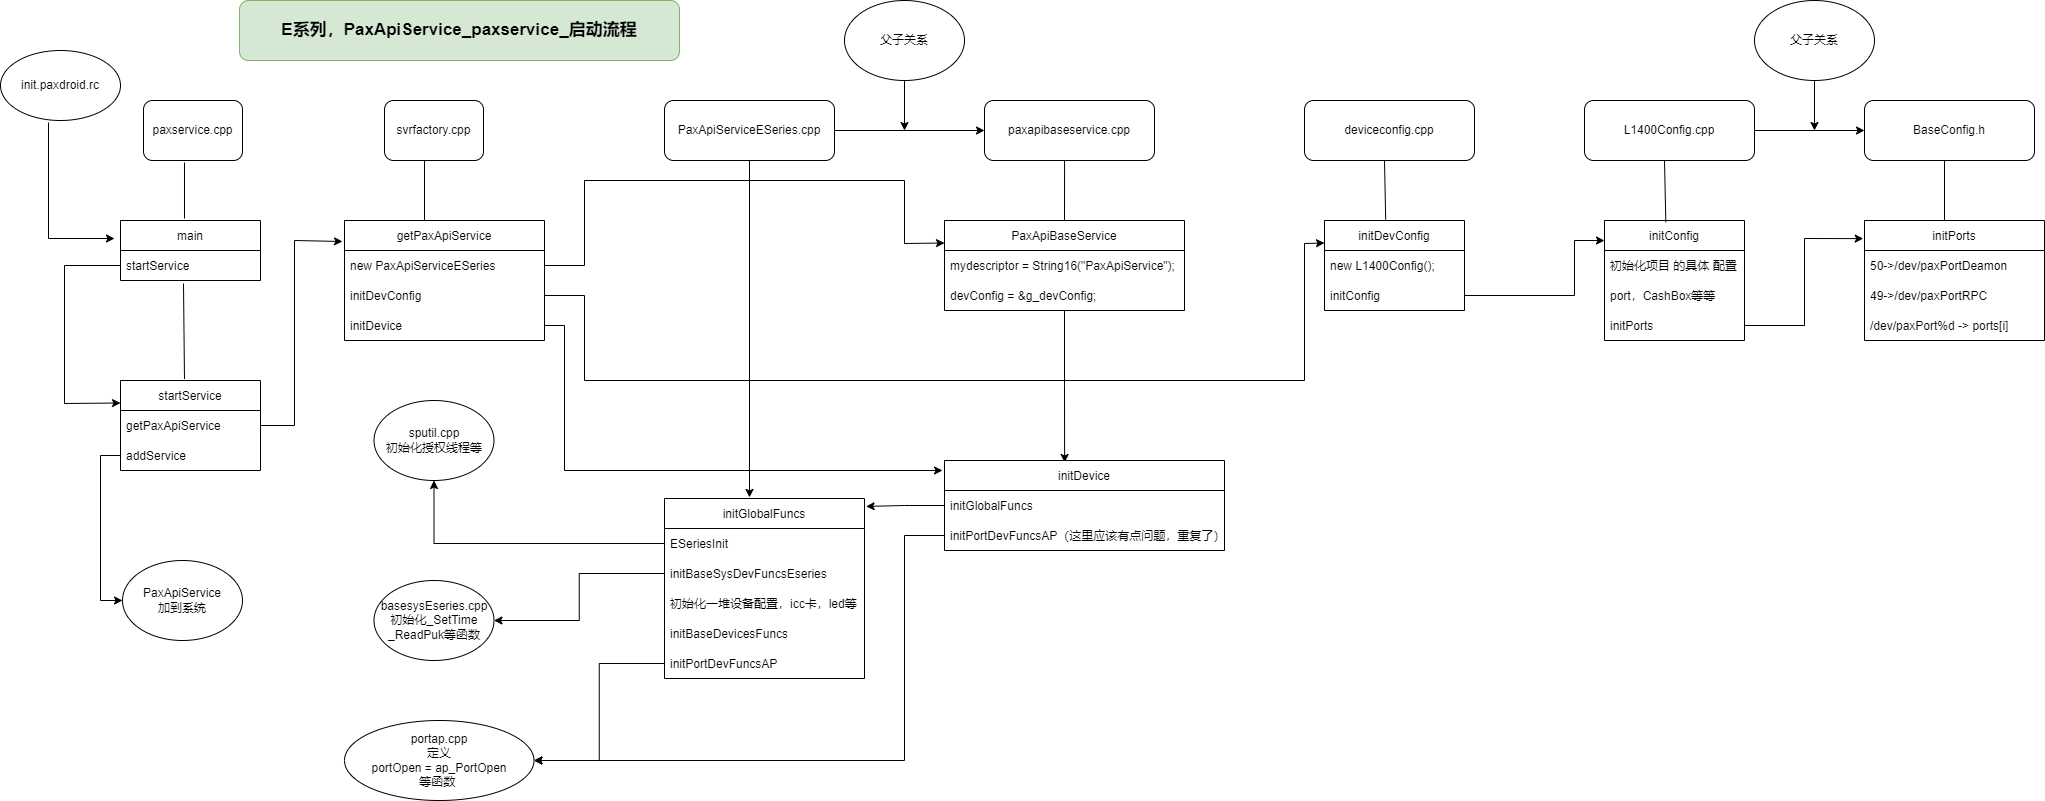 E系列，PaxApiService_paxservice_启动流程
父子关系
父子关系
init.paxdroid.rc
paxservice.cpp
svrfactory.cpp
PaxApiServiceESeries.cpp
paxapibaseservice.cpp
deviceconfig.cpp
L1400Config.cpp
BaseConfig.h
main
startService
getPaxApiService
new PaxApiServiceESeries
initDevConfig
initDevice
PaxApiBaseService
mydescriptor = String16("PaxApiService");
devConfig = &g_devConfig;
initDevConfig
new L1400Config();
initConfig
initConfig
初始化项目 的具体 配置
port，CashBox等等
initPorts
initPorts
50->/dev/paxPortDeamon
49->/dev/paxPortRPC
/dev/paxPort%d -> ports[i]
startService
getPaxApiService
addService
sputil.cpp
初始化授权线程等
initDevice
initGlobalFuncs
initPortDevFuncsAP（这里应该有点问题，重复了）
initGlobalFuncs
ESeriesInit
initBaseSysDevFuncsEseries
初始化一堆设备配置，icc卡，led等
initBaseDevicesFuncs
initPortDevFuncsAP
PaxApiService
加到系统
basesysEseries.cpp
初始化_SetTime
_ReadPuk等函数
portap.cpp
定义
portOpen = ap_PortOpen
等函数